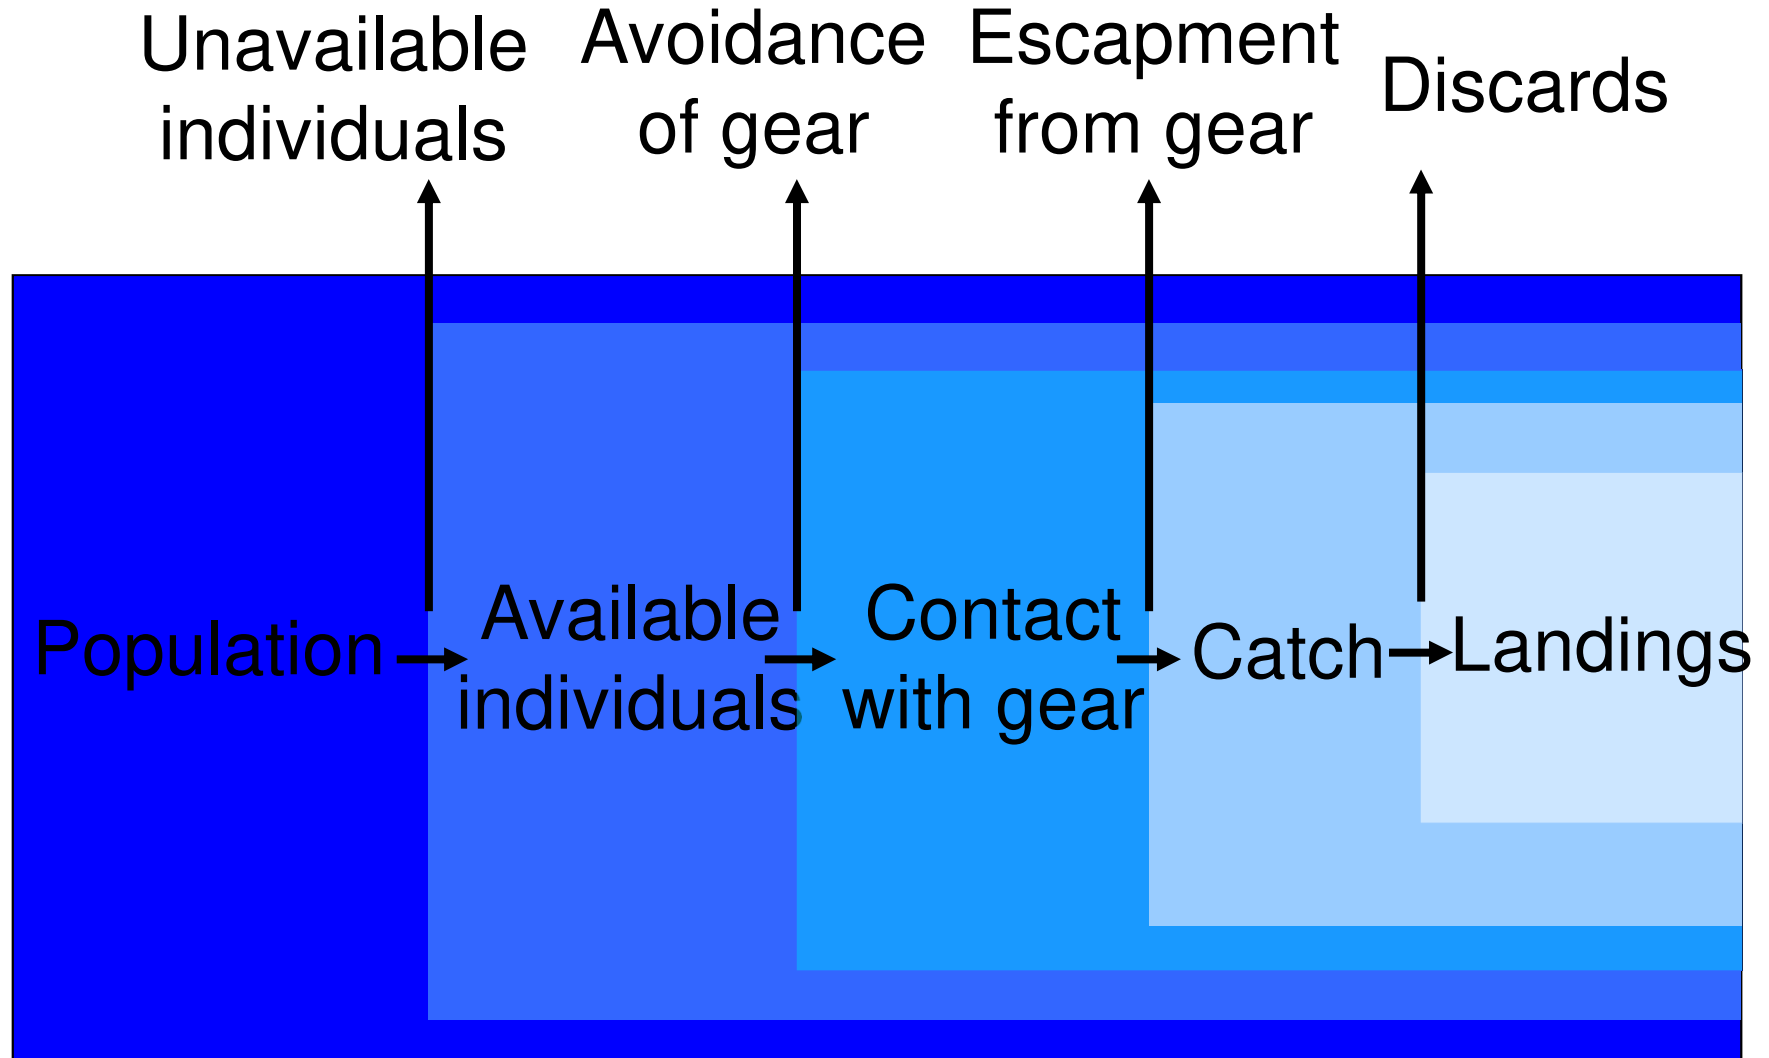 Unavailable
individuals
Avoidance
of gear
Escapment
from gear
Discards
Population
Available
individuals
Contact
with gear
Catch
Landings